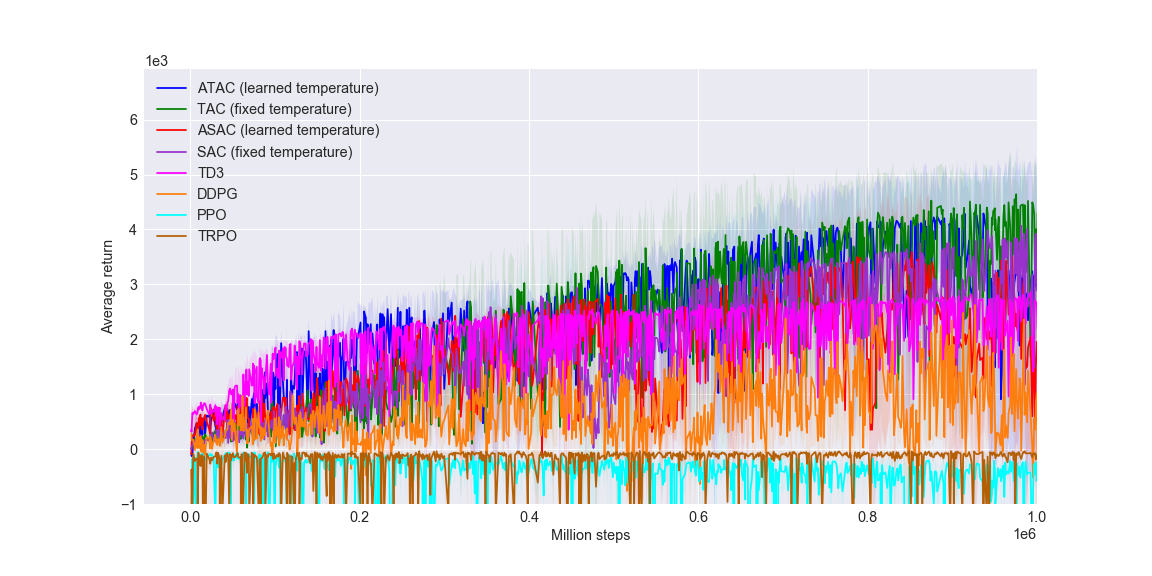 1e3
ATAC (learned temperature)
TAC (fixed temperature)
ASAC (learned temperature)
SAC (fixed temperature)
TD3
DDPG
PPO
TRPO
6
5
4
3
2
1
0
−1
Average return
0.0 0.2 0.4 0.6 0.8 1.0
Million steps
1e6